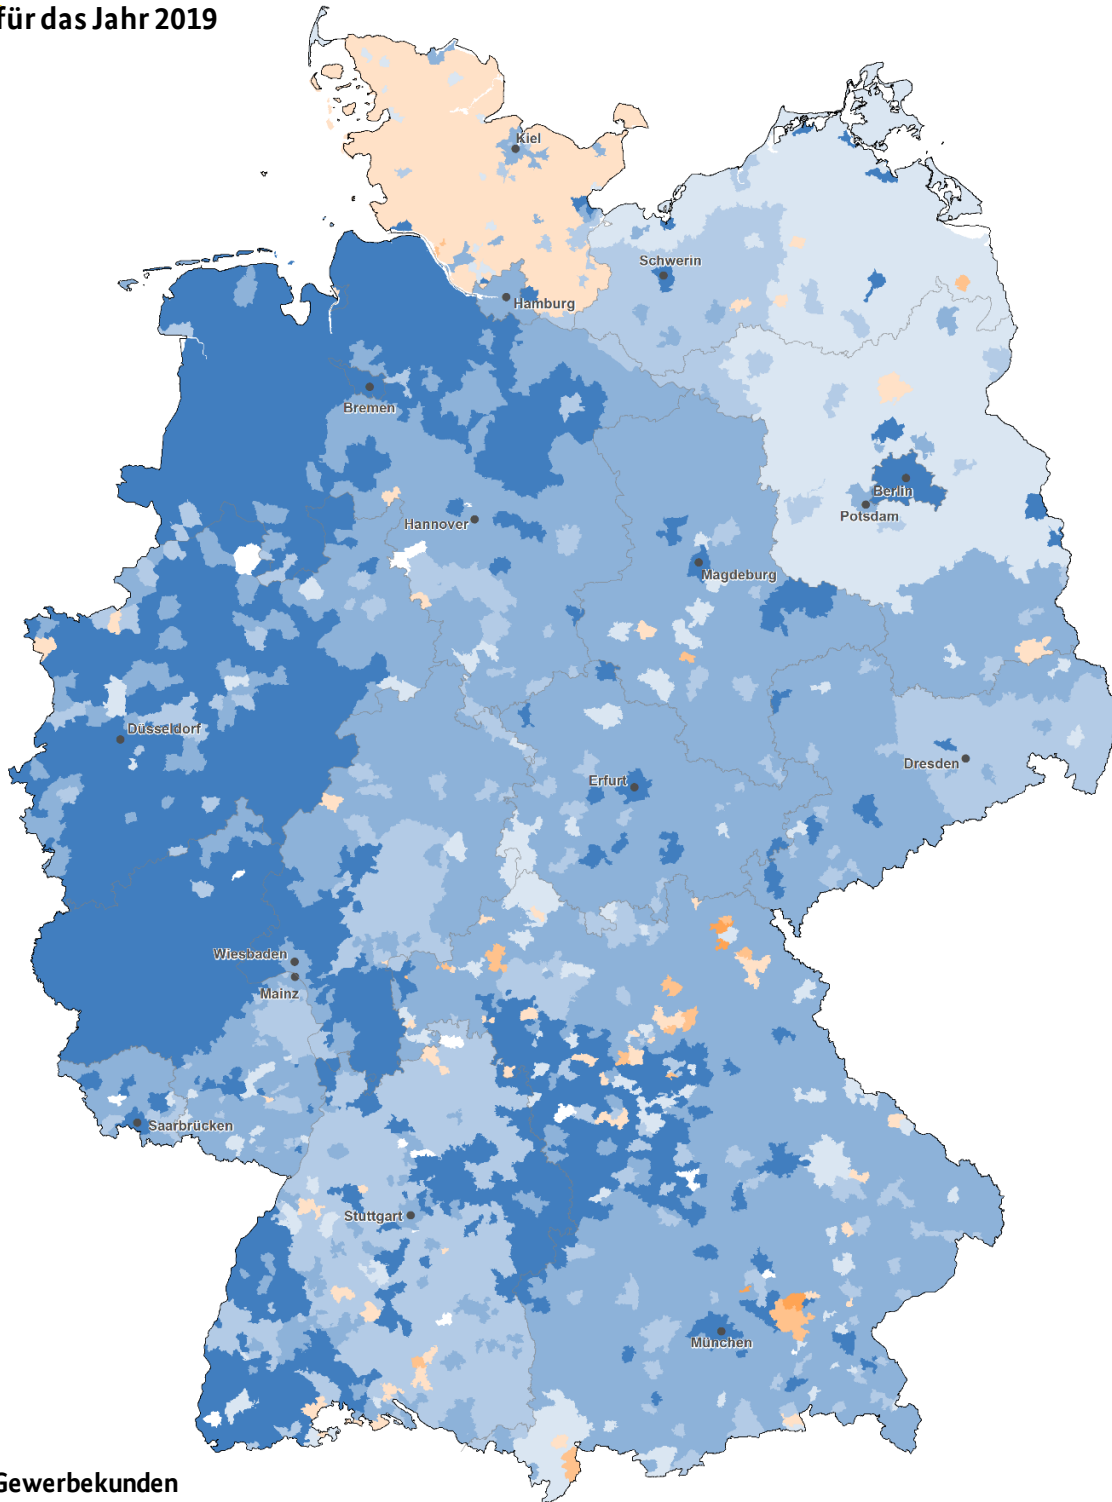 für das Jahr 2019
Kiel
Schwerin
Hamburg
Bremen
Berlin
Potsdam
Hannover
Magdeburg
Düsseldorf
Dresden
Erfurt
Wiesbaden
Mainz
Saarbrücken
Stuttgart
München
Gewerbekunden